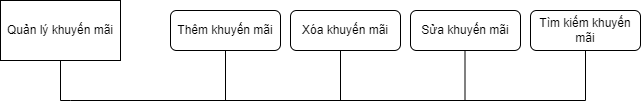 Quản lý khuyến mãi
Thêm khuyến mãi
Xóa khuyến mãi
Sửa khuyến mãi
Tìm kiếm khuyến
mãi